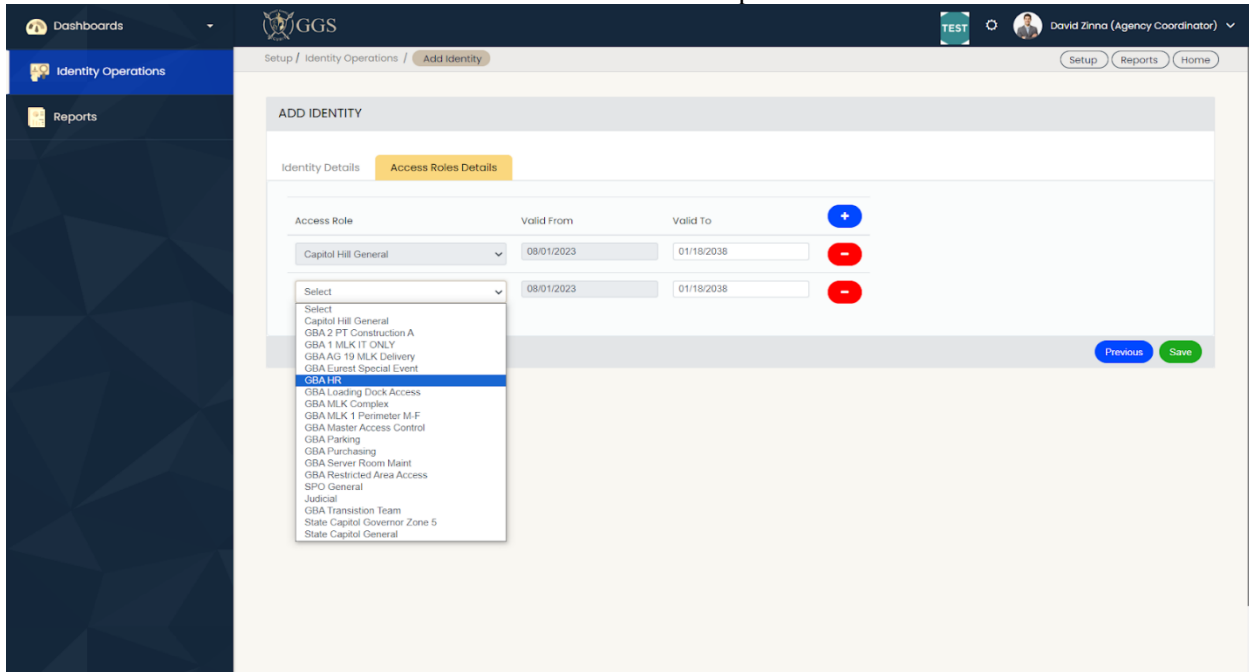 Dashboards
GGS
TEST
David Zinna (Agency Coordinator)
Identity Operations
Reports
Setup / Identity Operations / Add Identity
Setup
Reports
Home
ADD IDENTITY
Identity Details
Access Roles Details
Access Role
Valid From
Valid To
+
Capitol Hill General
08/01/2023
01/18/2038
-
Select
08/01/2023
01/18/2038
-
Select
Capitol Hill General
GBA 2 PT Construction A
GBA 1 MLK IT ONLY
GBA AG 19 MLK Delivery
GBA Eurest Special Event
GBA HR
GBA Loading Dock Access
GBA MLK Complex
GBA MLK 1 Perimeter M-F
GBA Master Access Control
GBA Parking
GBA Purchasing
GBA Server Room Maint
GBA Restricted Area Access
SPO General
Judicial
GBA Transistion Team
State Capitol Governor Zone 5
State Capitol General
Previous
Save